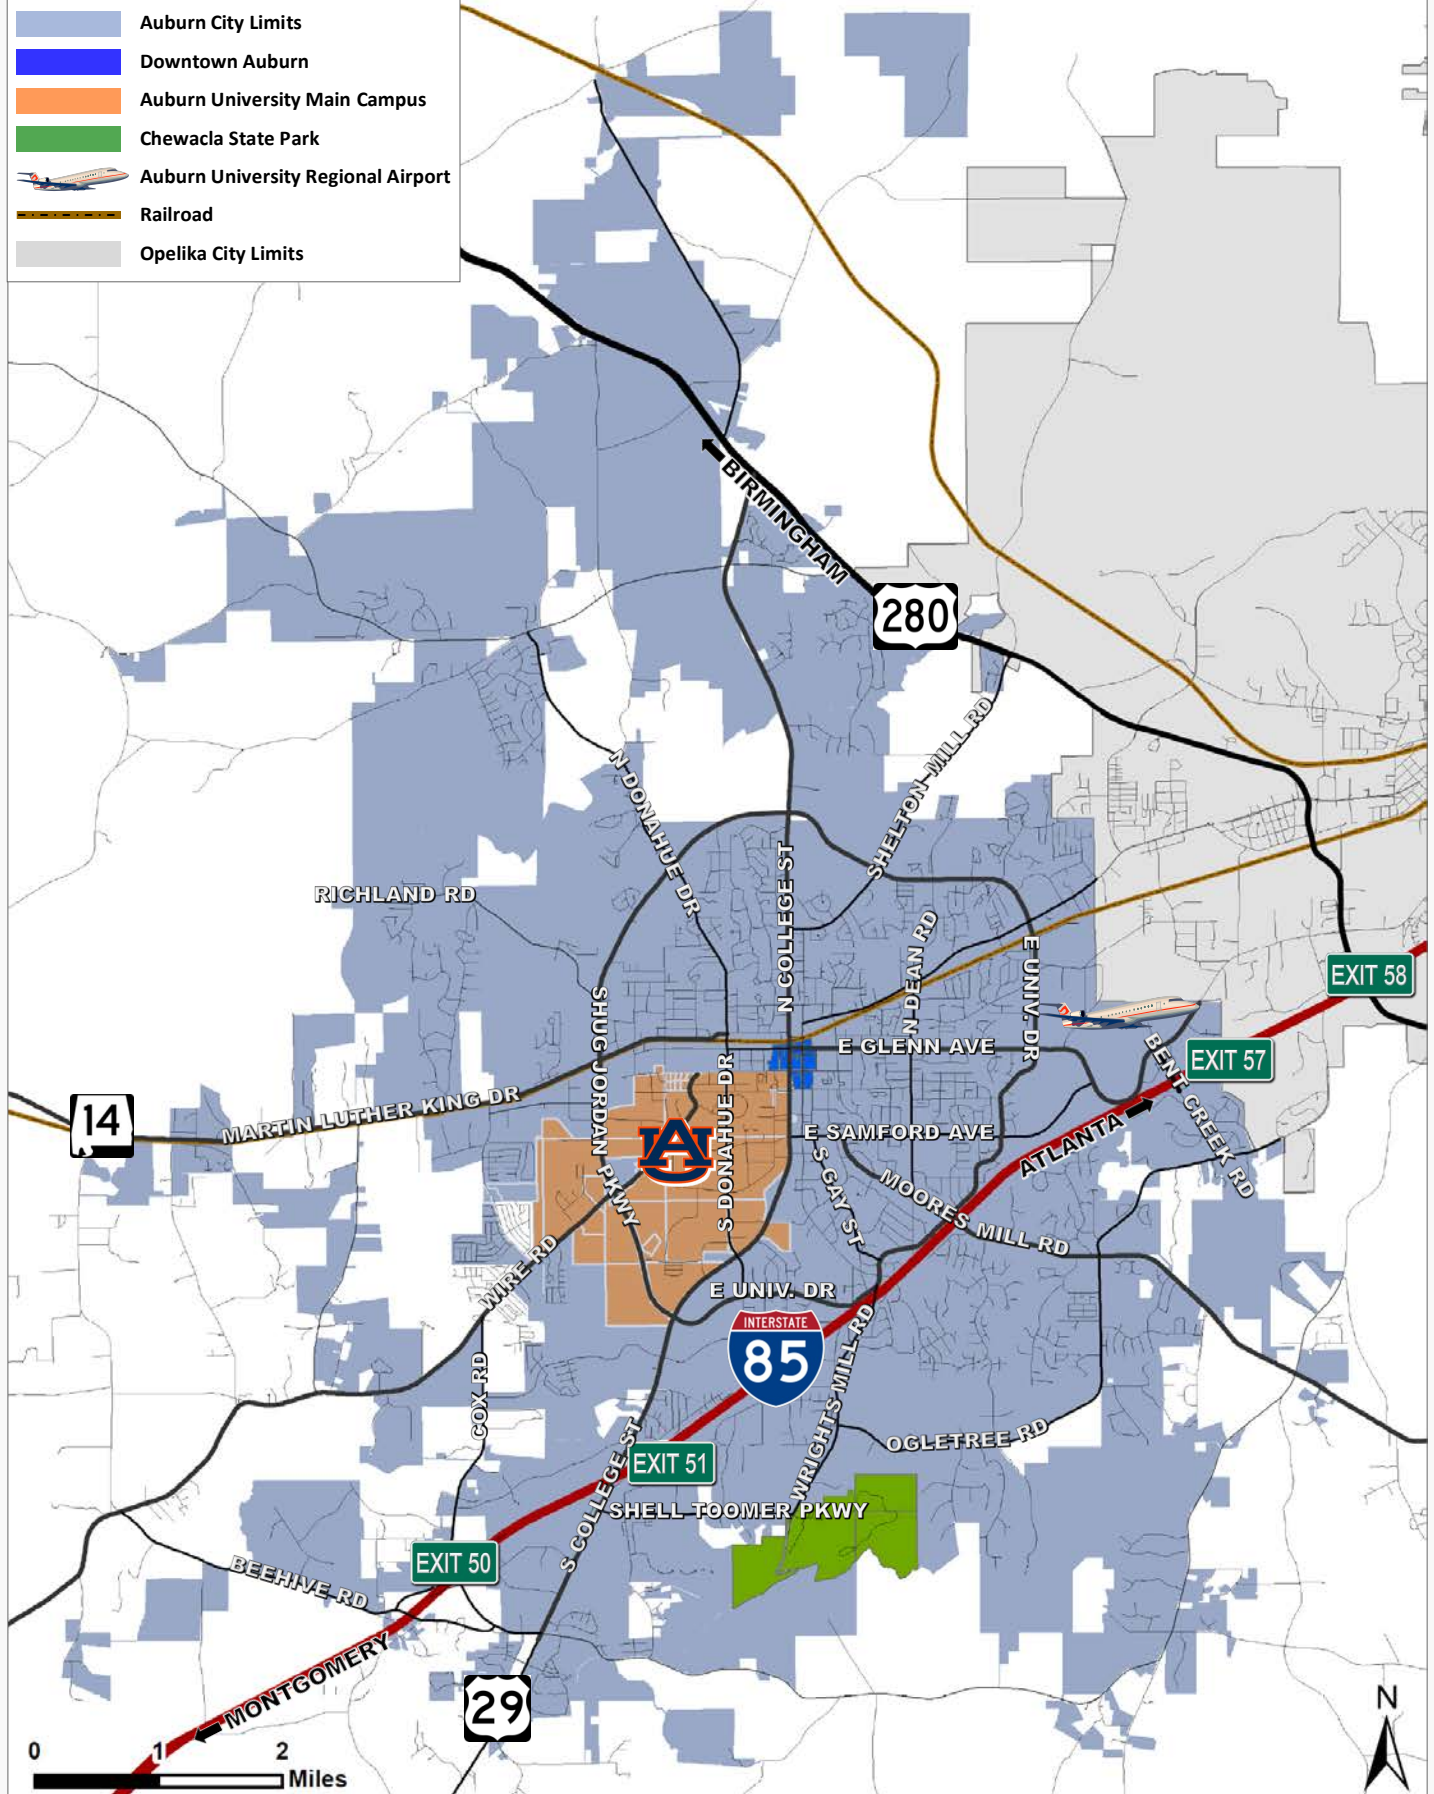 Auburn City Limits
Downtown Auburn
Auburn University Main Campus
Chewacla State Park
Auburn University Regional Airport
Railroad
Opelika City Limits
BIRMINGHAM
280
SHELTON MILL RD
N DONAHUE DR
RICHLAND RD
N COLLEGE ST
N DEAN RD
E UNIV. DR
EXIT 58
SHUG JORDAN PKWY
E GLENN AVE
BENT CREEK RD
EXIT 57
14
MARTIN LUTHER KING DR
S DONAHUE DR
AU
E SAMFORD AVE
ATLANTA
S GAY ST
MOORES MILL RD
WIRE RD
E UNIV. DR
INTERSTATE
85
COX RD
WRIGHTS MILL RD
OGLETREE RD
S COLLEGE ST
EXIT 51
SHELL TOOMER PKWY
EXIT 50
BEEHIVE RD
MONTGOMERY
29
N
0 1 2
Miles